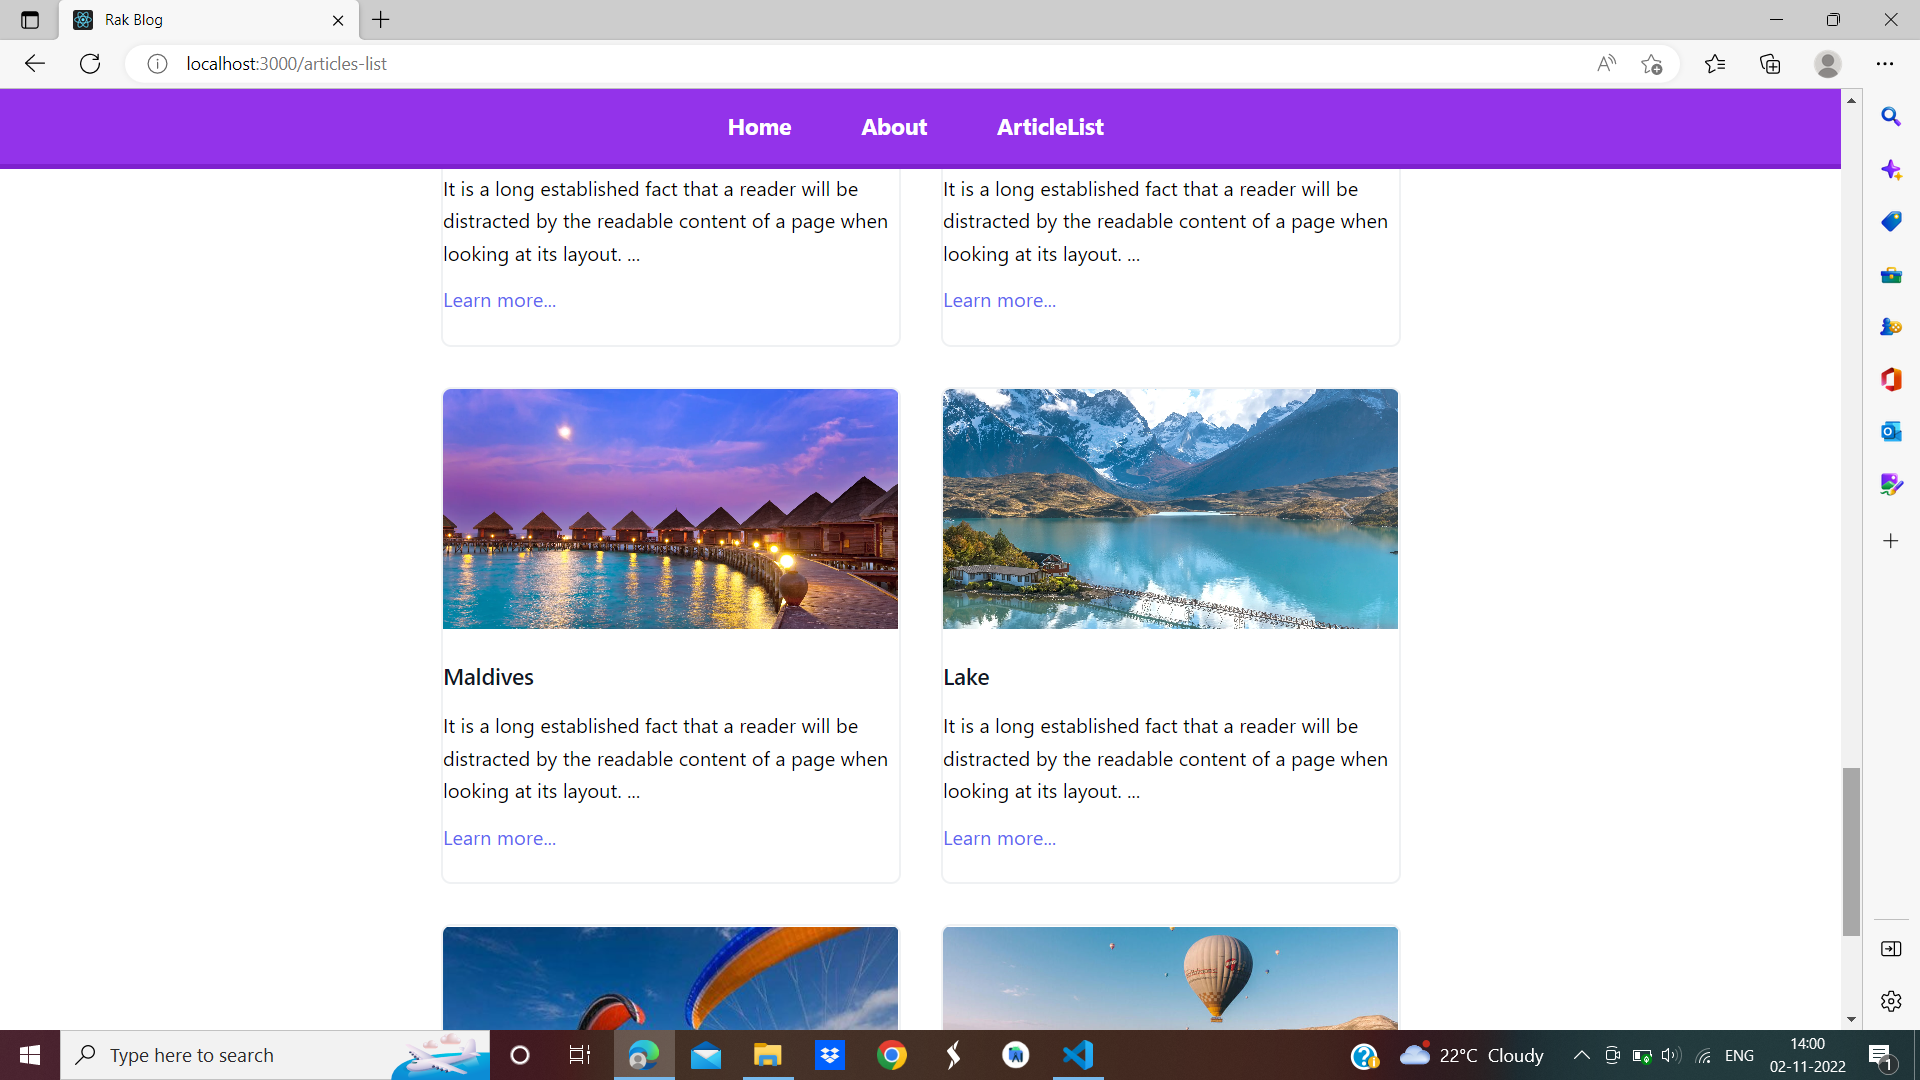 Rak Blog
localhost:3000/articles-list
Home About ArticleList
It is a long established fact that a reader will be
distracted by the readable content of a page when
looking at its layout. ...
Learn more...
It is a long established fact that a reader will be
distracted by the readable content of a page when
looking at its layout. ...
Learn more...
Maldives
It is a long established fact that a reader will be
distracted by the readable content of a page when
looking at its layout. ...
Learn more...
Lake
It is a long established fact that a reader will be
distracted by the readable content of a page when
looking at its layout. ...
Learn more...
Type here to search
22°C Cloudy
ENG
14:00
02-11-2022
1